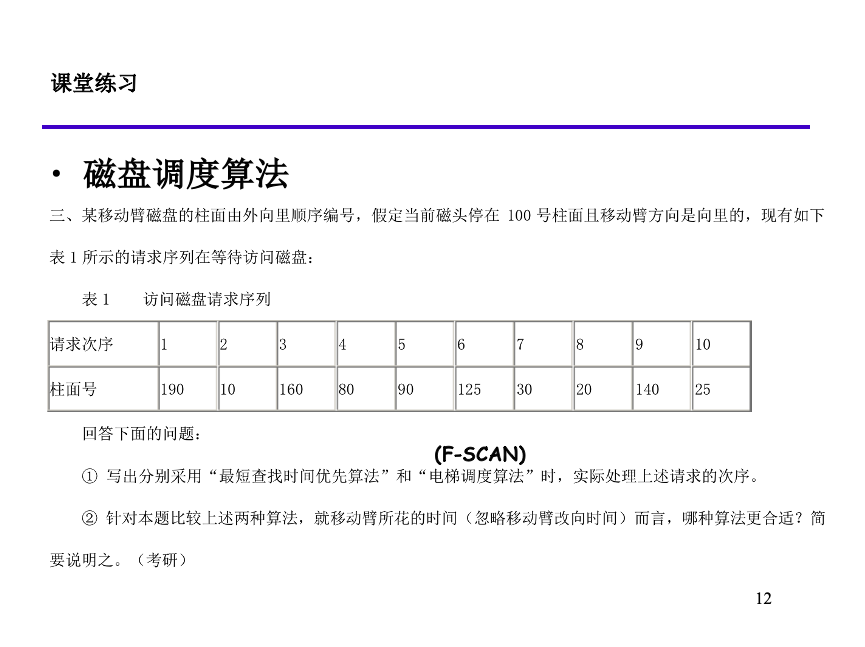 课堂练习
• 磁盘调度算法
三、某移动臂磁盘的柱面由外向里顺序编号，假定当前磁头停在 100 号柱面且移动臂方向是向里的，现有如下
表 1 所示的请求序列在等待访问磁盘：
表 1 访问磁盘请求序列
请求次序 1 2 3 4 5 6 7 8 9 10
柱面号 190 10 160 80 90 125 30 20 140 25
回答下面的问题：
(F-SCAN)
① 写出分别采用“最短查找时间优先算法”和“电梯调度算法”时，实际处理上述请求的次序。
② 针对本题比较上述两种算法，就移动臂所花的时间（忽略移动臂改向时间）而言，哪种算法更合适？简
要说明之。（考研）
12